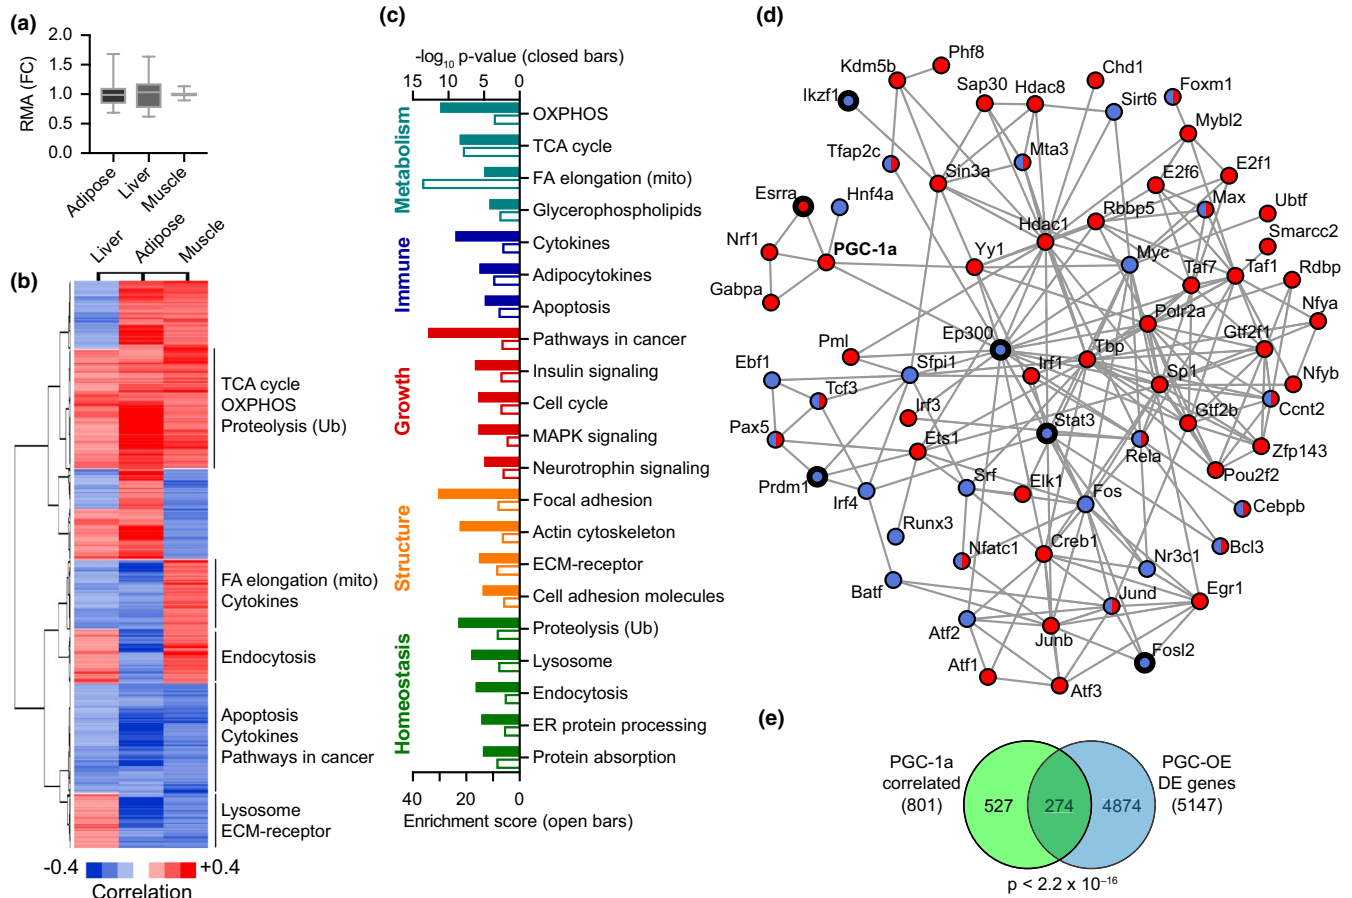 (a)
2.0
1.5
1.0
0.5
0.0
RMA (FC)
Adipose
Liver
Muscle
(b)
Liver
Adipose
Muscle
TCA cycle
OXPHOS
Proteolysis (Ub)
FA elongation (mito)
Cytokines
Endocytosis
Apoptosis
Cytokines
Pathways in cancer
Lysosome
ECM-receptor
-0.4
+0.4
Correlation
(c)
-log10 p-value (closed bars)
15 10 5 0
Metabolism
OXPHOS
TCA cycle
FA elongation (mito)
Glycerophospholipids
Immune
Cytokines
Adipocytokines
Apoptosis
Growth
Pathways in cancer
Insulin signaling
Cell cycle
MAPK signaling
Neurotrophin signaling
Structure
Focal adhesion
Actin cytoskeleton
ECM-receptor
Cell adhesion molecules
Homeostasis
Proteolysis (Ub)
Lysosome
Endocytosis
ER protein processing
Protein absorption
40 20 0
Enrichment score (open bars)
(d)
Phf8
Kdm5b
Ikzf1
Sap30
Hdac8
Chd1
Foxm1
Sirt6
Mybl2
Tfap2c
Mta3
Sin3a
E2f1
E2f6
Esrra
Hnf4a
Max
Ubtf
Rbbp5
Hdac1
Smarcc2
Nrf1
PGC-1a
Yy1
Myc
Taf7
Taf1
Rdbp
Gabpa
Nfya
Polr2a
Ep300
Gtf2f1
Pml
Tbp
Ebf1
Sfpi1
Irf1
Sp1
Nfyb
Tcf3
Irf3
Gtf2b
Ccnt2
Pax5
Ets1
Stat3
Rela
Zfp143
Pou2f2
Prdm1
Irf4
Srf
Elk1
Fos
Cebpb
Runx3
Nfatc1
Creb1
Nr3c1
Bcl3
Batf
Jund
Egr1
Atf2
Junb
Fosl2
Atf1
Atf3
(e)
PGC-1a
correlated
(801)
527
274
4874
PGC-OE
DE genes
(5147)
p < 2.2 x 10–16